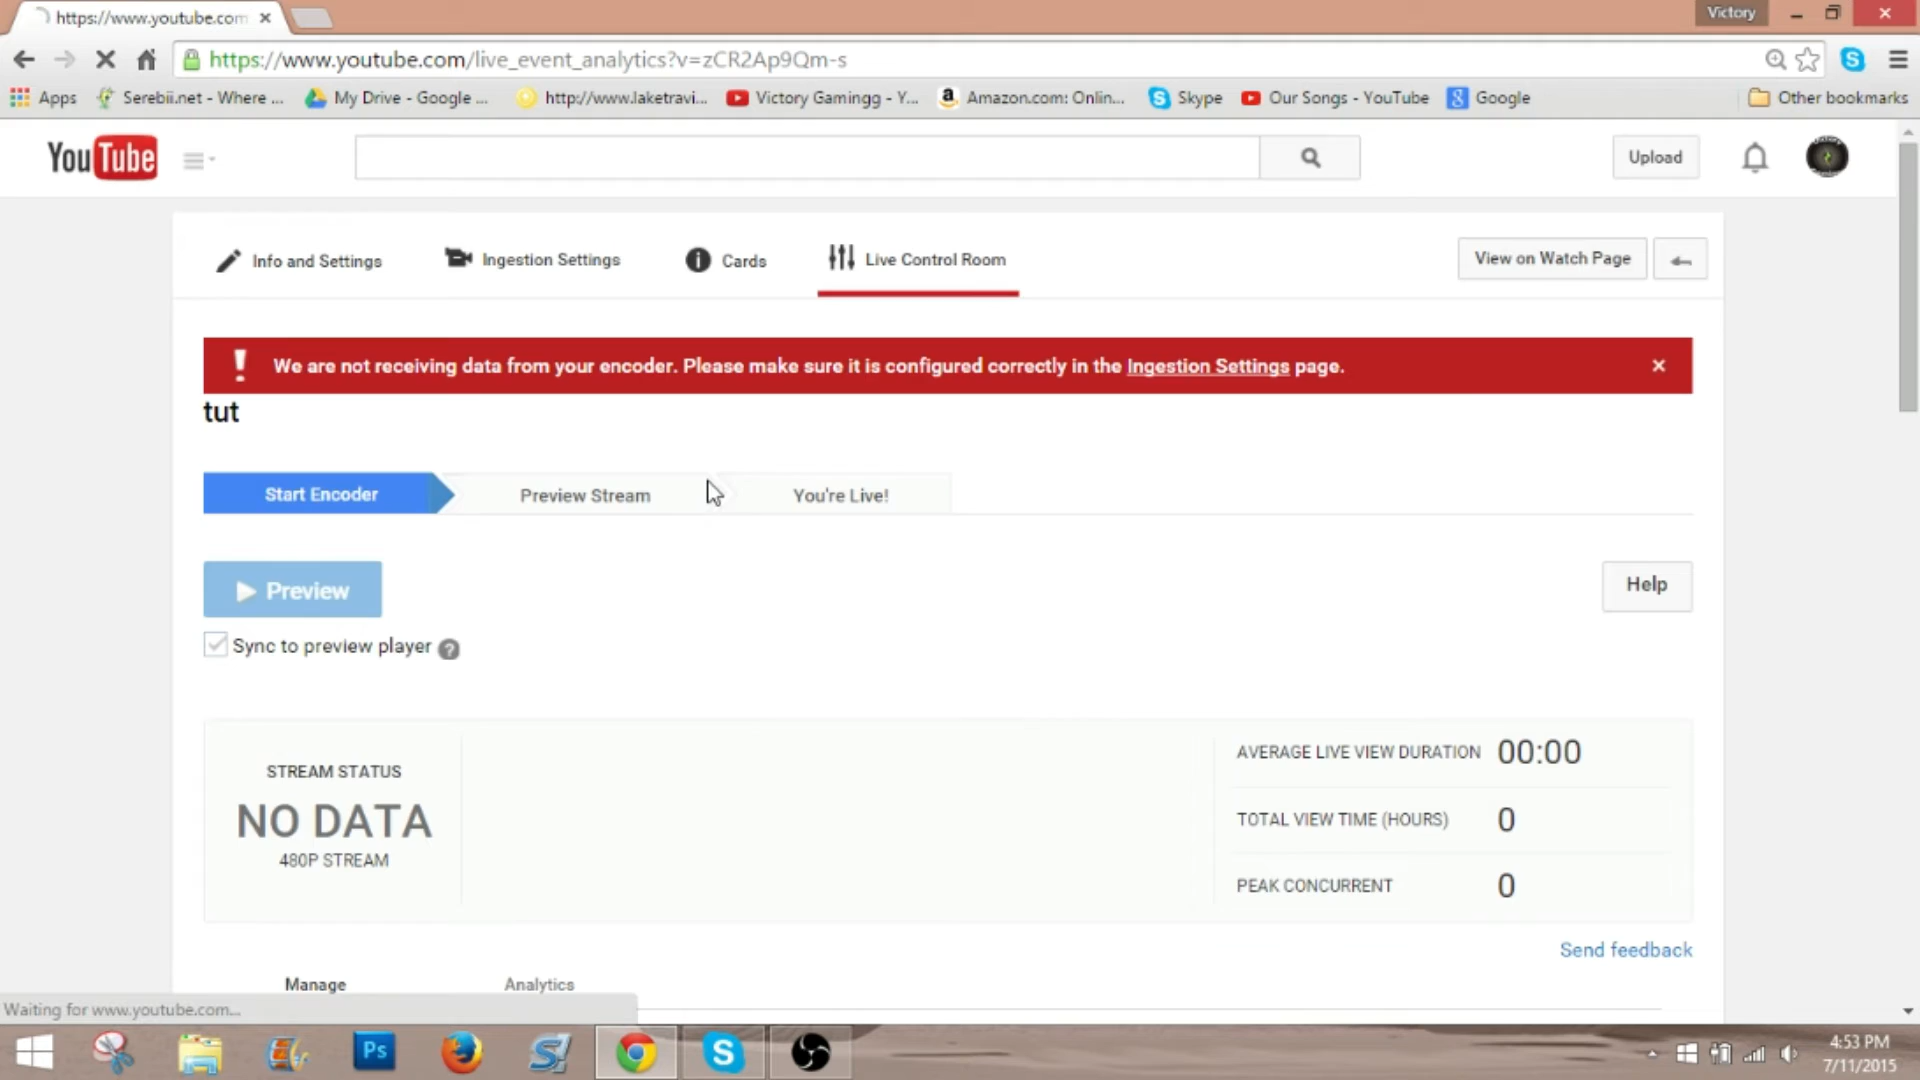 https://www.youtube.com
Victory
https://www.youtube.com/live_event_analytics?v=zCR2Ap9Qm-s
Apps
Serebii.net - Where ...
My Drive - Google ...
http://www.laketravi...
Victory Gamingg - Y...
Amazon.com: Onlin...
Skype
Our Songs - YouTube
Google
Other bookmarks
YouTube
Upload
Info and Settings
Ingestion Settings
Cards
Live Control Room
View on Watch Page
We are not receiving data from your encoder. Please make sure it is configured correctly in the Ingestion Settings page.
tut
Start Encoder
Preview Stream
You're Live!
Preview
Help
Sync to preview player ?
STREAM STATUS
NO DATA
480P STREAM
AVERAGE LIVE VIEW DURATION 00:00
TOTAL VIEW TIME (HOURS) 0
PEAK CONCURRENT 0
Send feedback
Manage
Analytics
Waiting for www.youtube.com...
Ps
4:53 PM
7/11/2015